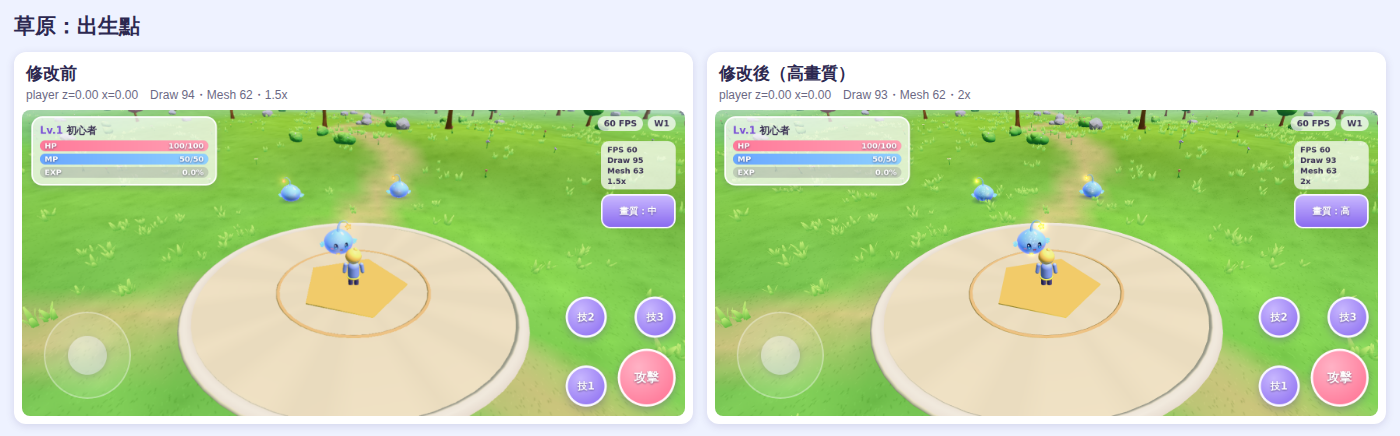 草原：出生點
修改前
player z=0.00 x=0.00 Draw 94・Mesh 62・1.5x
Lv.1 初心者
HP 100/100
MP 50/50
EXP 0.0%
60 FPS W1
FPS 60
Draw 95
Mesh 63
1.5x
畫質：中
技2 技3
技1 攻擊
修改後（高畫質）
player z=0.00 x=0.00 Draw 93・Mesh 62・2x
Lv.1 初心者
HP 100/100
MP 50/50
EXP 0.0%
60 FPS W1
FPS 60
Draw 93
Mesh 63
2x
畫質：高
技2 技3
技1 攻擊